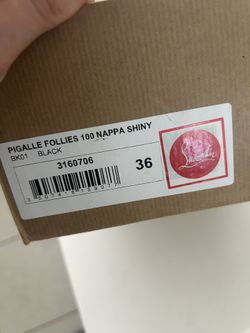 PIGALLE FOLLIES 100 NAPPA SHINY
BK01 BLACK
3160706
36